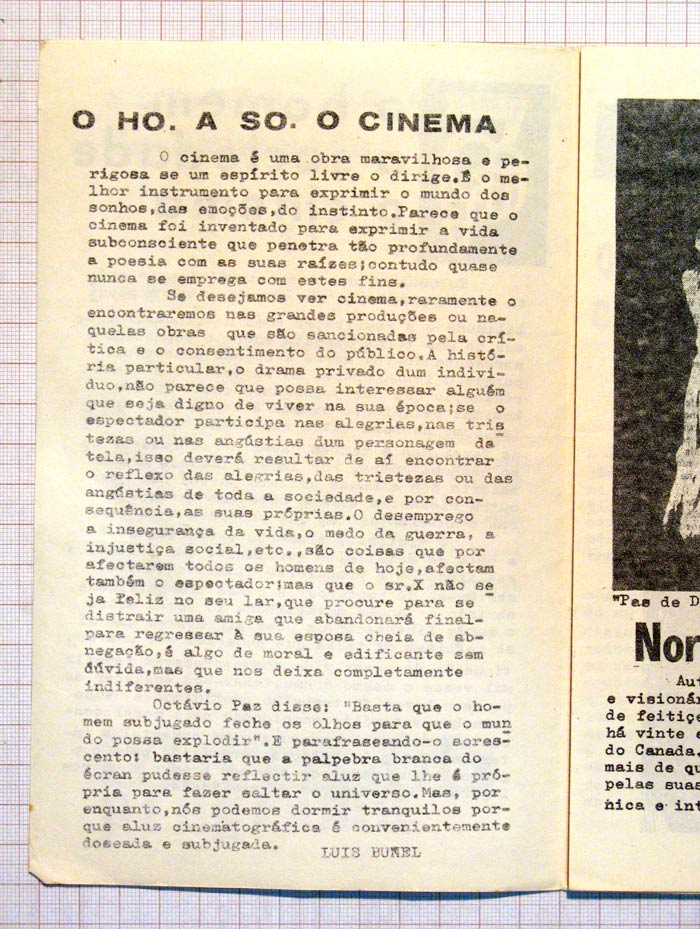 O HO. A SO. O CINEMA
O cinema é uma obra maravilhosa e pe-
rigosa se um espírito livre o dirige.É o me-
lhor instrumento para exprimir o mundo dos
sonhos,das emoções,do instinto.Parece que o
cinema foi inventado para exprimir a vida
subconsciente que penetra tão profundamente
a poesia com as suas raízes;contudo quase
nunca se emprega com estes fins.
Se desejamos ver cinema,raramente o
encontraremos nas grandes produções ou na-
quelas obras que são sancionadas pela crí-
tica e o consentimento do público.A histó-
ria particular,o drama privado dum indiví-
duo,não parece que possa interessar alguém
que seja digno de viver na sua época;se o
espectador participa nas alegrias,nas tris
tezas ou nas angústias dum personagem da
tela,isso deverá resultar de aí encontrar
o reflexo das alegrias,das tristezas ou das
angústias de toda a sociedade,e por con-
sequência,as suas próprias.O desemprego
a insegurança da vida,o medo da guerra, a
injustiça social,etc.,são coisas que por
afectarem todos os homens de hoje,afectam
também o espectador;mas que o sr.X não se
ja feliz no seu lar,que procure para se
distrair uma amiga que abandonará final-
para regressar à sua esposa cheia de ab-
negação,é algo de moral e edificante sem
dúvida,mas que nos deixa completamente
indiferentes.
Octávio Paz disse: "Basta que o ho-
mem subjugado feche os olhos para que o mun
do possa explodir".E parafraseando-o acres-
cento: bastaria que a palpebra branca do
écran pudesse reflectir aluz que lhe é pró-
pria para fazer saltar o universo.Mas, por
enquanto,nós podemos dormir tranquilos por-
que aluz cinematográfica é convenientemente
doseada e subjugada.
LUIS BUÑEL
"Pas de D
Nor
Aut
e visionár
de feitiçe
há vinte e
do Canada.
mais de qu
pelas suas
nica e int